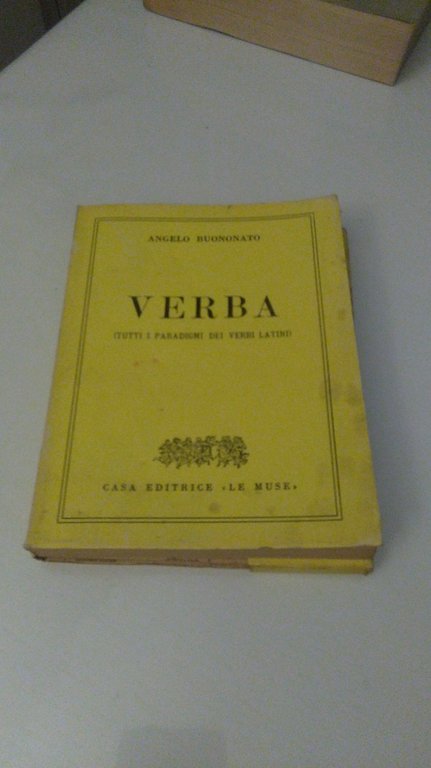 ANGELO BUONONATO
VERBA
(TUTTI I PARADIGMI DEI VERBI LATINI)
CASA EDITRICE «LE MUSE»